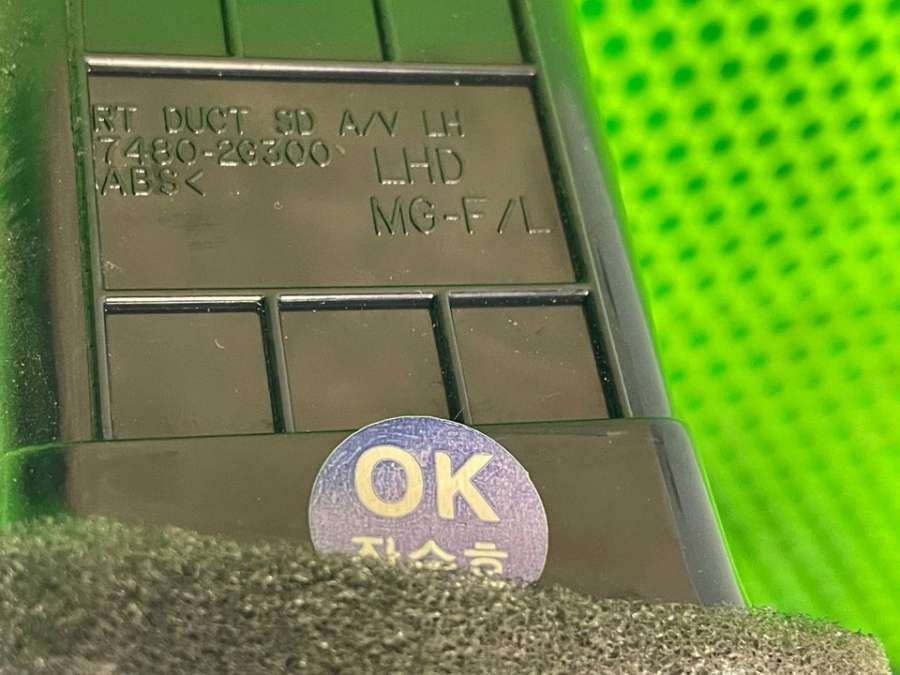 RT DUCT SD A/V LH
7480-2G300
ABS<
LHD
MG-F/L
OK